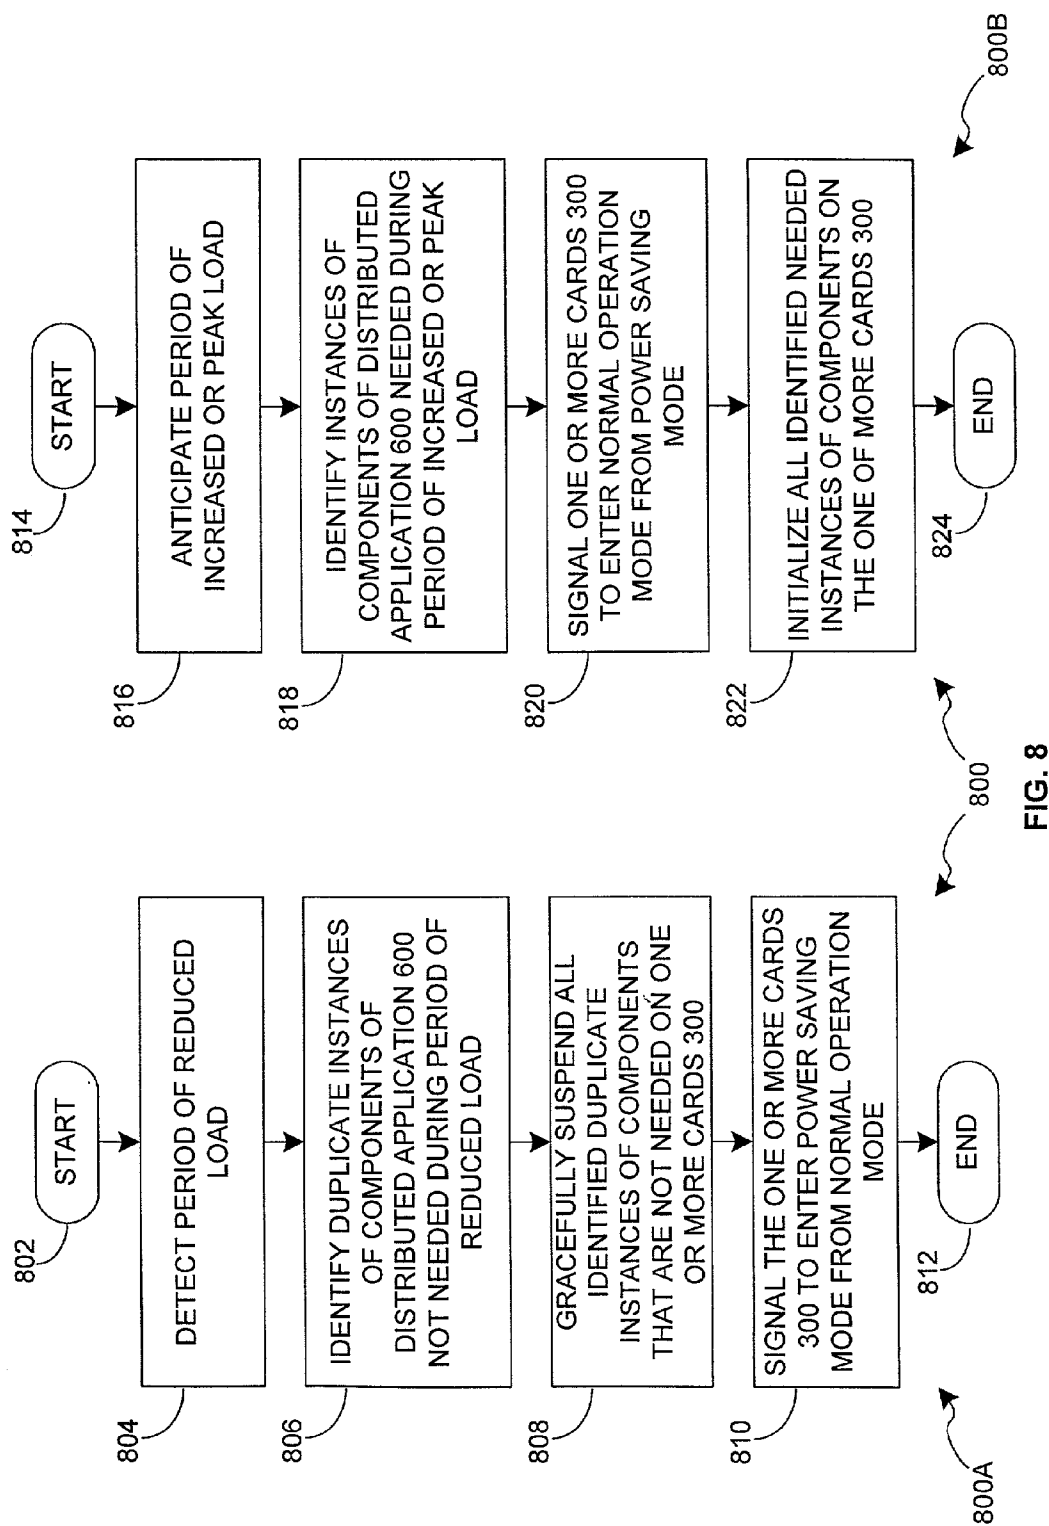 802
START
804
DETECT PERIOD OF REDUCED
LOAD
806
IDENTIFY DUPLICATE INSTANCES
OF COMPONENTS OF
DISTRIBUTED APPLICATION 600
NOT NEEDED DURING PERIOD OF
REDUCED LOAD
808
GRACEFULLY SUSPEND ALL
IDENTIFIED DUPLICATE
INSTANCES OF COMPONENTS
THAT ARE NOT NEEDED ON ONE
OR MORE CARDS 300
810
SIGNAL THE ONE OR MORE CARDS
300 TO ENTER POWER SAVING
MODE FROM NORMAL OPERATION
MODE
812
END
800A
814
START
816
ANTICIPATE PERIOD OF
INCREASED OR PEAK LOAD
818
IDENTIFY INSTANCES OF
COMPONENTS OF DISTRIBUTED
APPLICATION 600 NEEDED DURING
PERIOD OF INCREASED OR PEAK
LOAD
820
SIGNAL ONE OR MORE CARDS 300
TO ENTER NORMAL OPERATION
MODE FROM POWER SAVING
MODE
822
INITIALIZE ALL IDENTIFIED NEEDED
INSTANCES OF COMPONENTS ON
THE ONE OF MORE CARDS 300
824
END
800B
800
FIG. 8